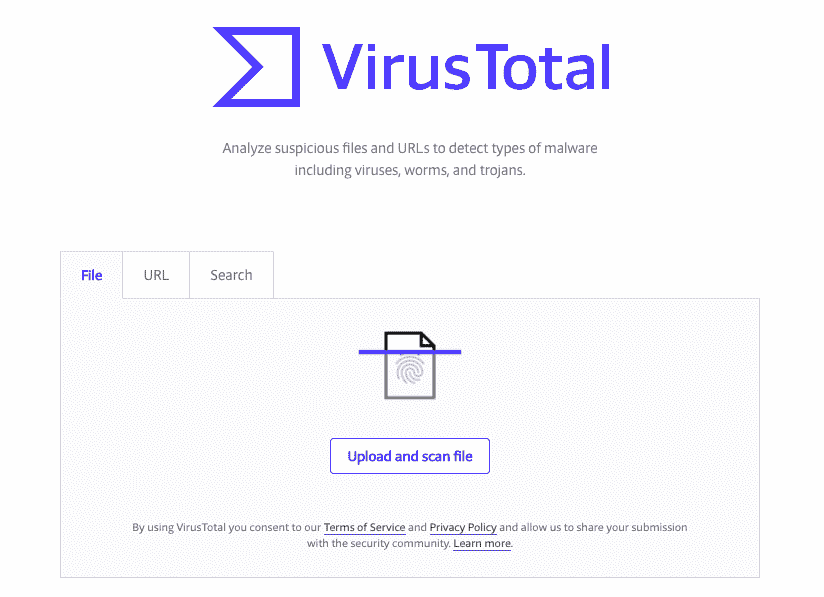 VirusTotal
Analyze suspicious files and URLs to detect types of malware
including viruses, worms, and trojans.
File
URL
Search
Upload and scan file
By using VirusTotal you consent to our Terms of Service and Privacy Policy and allow us to share your submission
with the security community. Learn more.